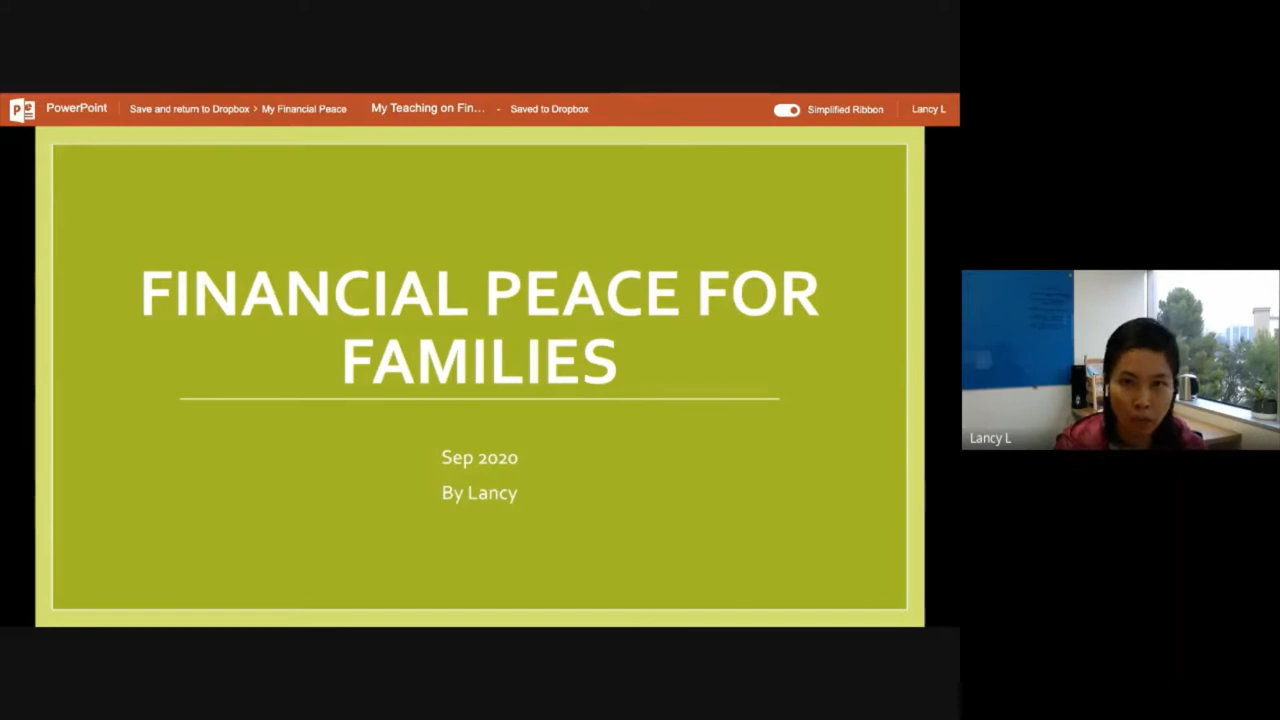 PowerPoint
Save and return to Dropbox > My Financial Peace
My Teaching on Fin... - Saved to Dropbox
Simplified Ribbon
Lancy L
FINANCIAL PEACE FOR
FAMILIES
Sep 2020
By Lancy
Lancy L